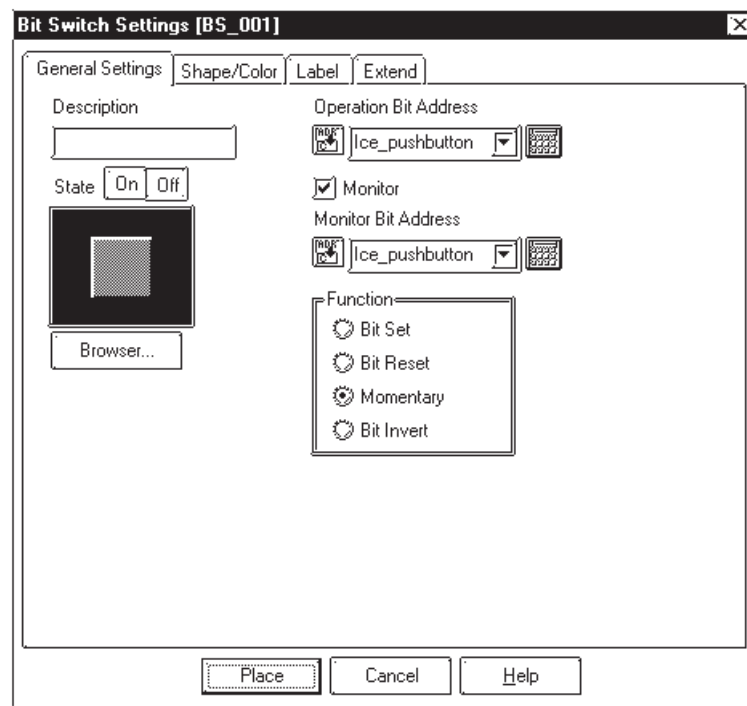 Bit Switch Settings [BS_001]
General Settings Shape/Color Label Extend
Description
Operation Bit Address
Ice_pushbutton
State On Off
Monitor
Monitor Bit Address
Ice_pushbutton
Browser...
Function
Bit Set
Bit Reset
Momentary
Bit Invert
Place Cancel Help